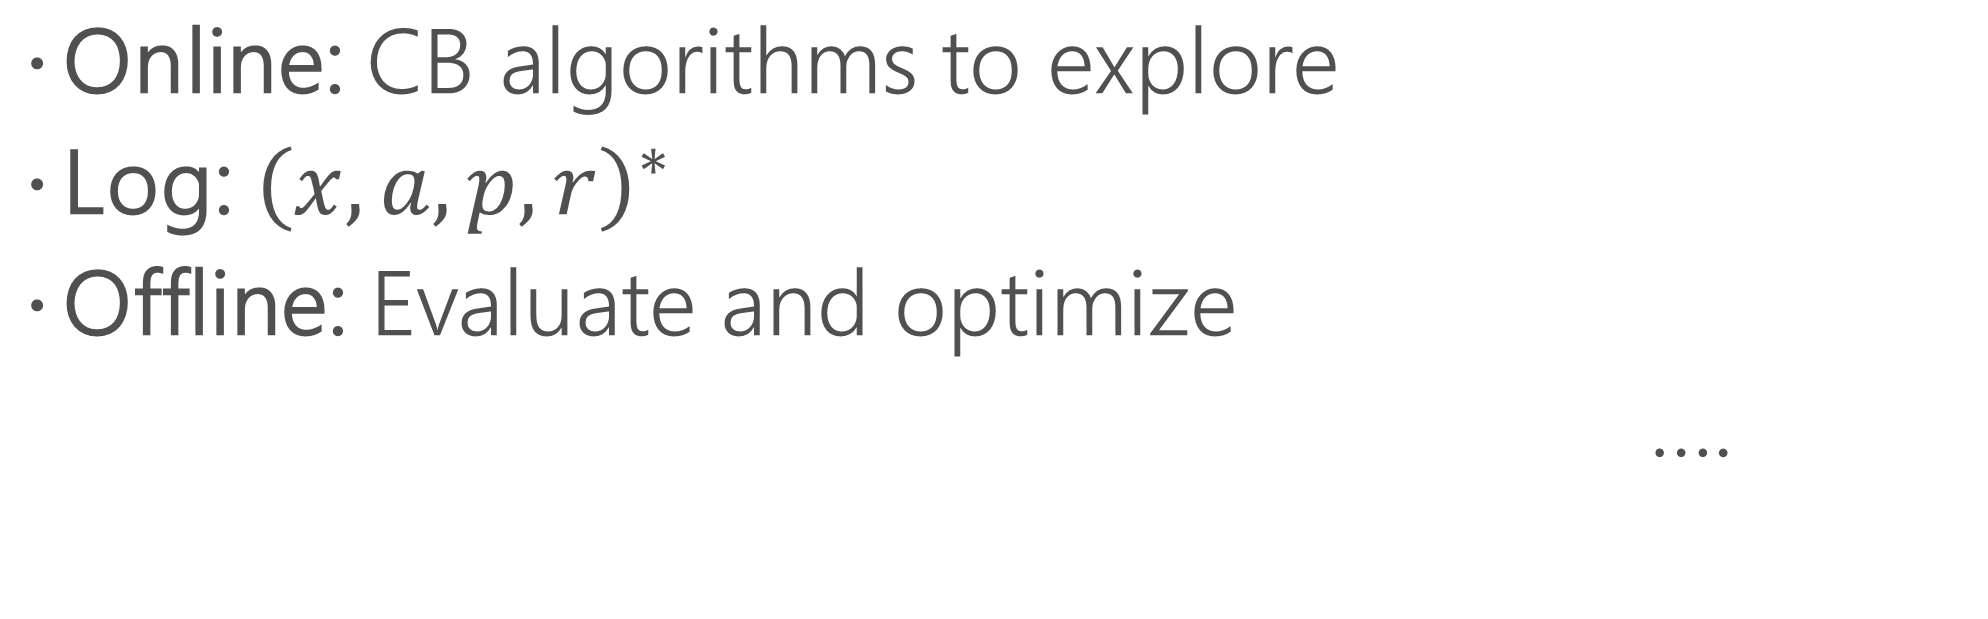 • Online: CB algorithms to explore
• Log: (x, a, p, r)*
• Offline: Evaluate and optimize
....